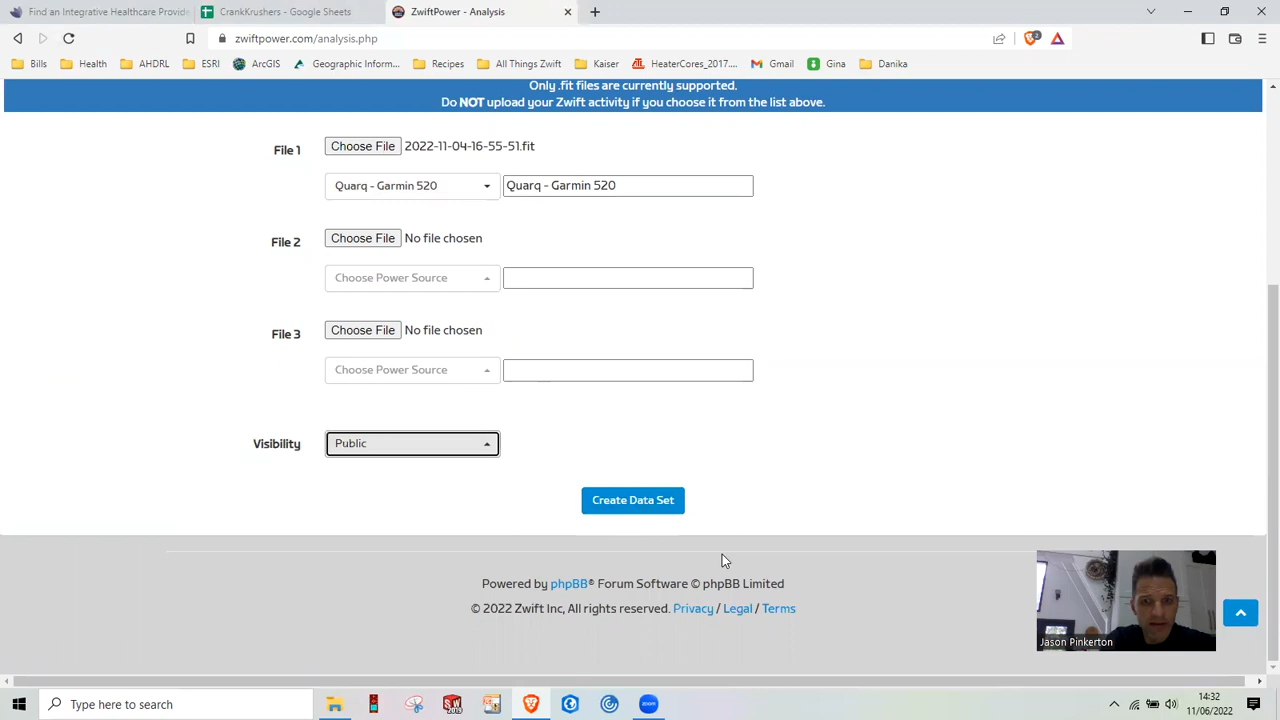 Find an Integrative Healthcare Provide
CrankKrushers - Google Sheets
ZwiftPower - Analysis
zwiftpower.com/analysis.php
2
Bills
Health
AHDRL
ESRI
ArcGIS
Geographic Inform...
Recipes
All Things Zwift
Kaiser
HeaterCores_2017....
Gmail
Gina
Danika
Only .fit files are currently supported.
Do NOT upload your Zwift activity if you choose it from the list above.
File 1
Choose File 2022-11-04-16-55-51.fit
Quarq - Garmin 520
Quarq - Garmin 520
File 2
Choose File No file chosen
Choose Power Source
File 3
Choose File No file chosen
Choose Power Source
Visibility
Public
Create Data Set
Powered by phpBB® Forum Software © phpBB Limited
© 2022 Zwift Inc, All rights reserved. Privacy / Legal / Terms
Jason Pinkerton
Type here to search
14:32
11/06/2022